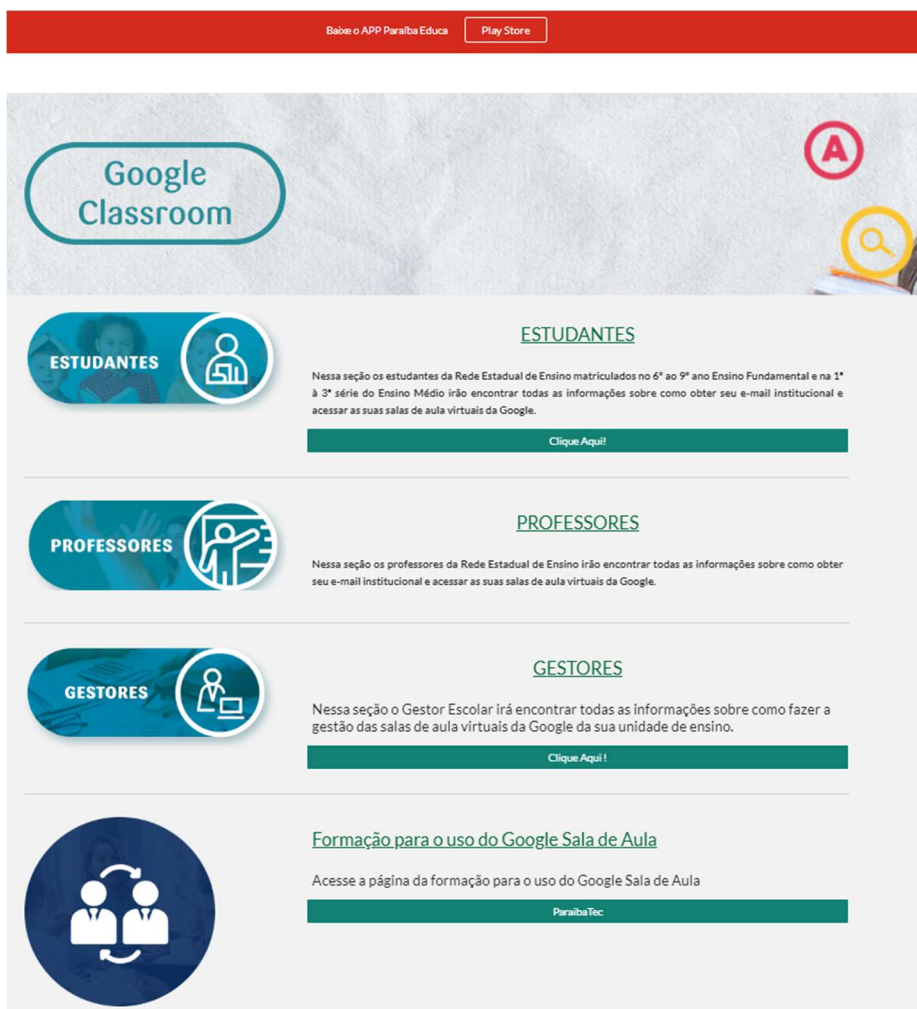 Baixe o APP Paraíba Educa
Play Store
Google
Classroom
A
ESTUDANTES
ESTUDANTES
Nessa seção os estudantes da Rede Estadual de Ensino matriculados no 6º ao 9º ano Ensino Fundamental e na 1ª
à 3ª série do Ensino Médio irão encontrar todas as informações sobre como obter seu e-mail institucional e
acessar as suas salas de aula virtuais da Google.
Clique Aqui!
PROFESSORES
PROFESSORES
Nessa seção os professores da Rede Estadual de Ensino irão encontrar todas as informações sobre como obter
seu e-mail institucional e acessar as suas salas de aula virtuais da Google.
GESTORES
GESTORES
Nessa seção o Gestor Escolar irá encontrar todas as informações sobre como fazer a
gestão das salas de aula virtuais da Google da sua unidade de ensino.
Clique Aqui !
Formação para o uso do Google Sala de Aula
Acesse a página da formação para o uso do Google Sala de Aula
ParaibaTec